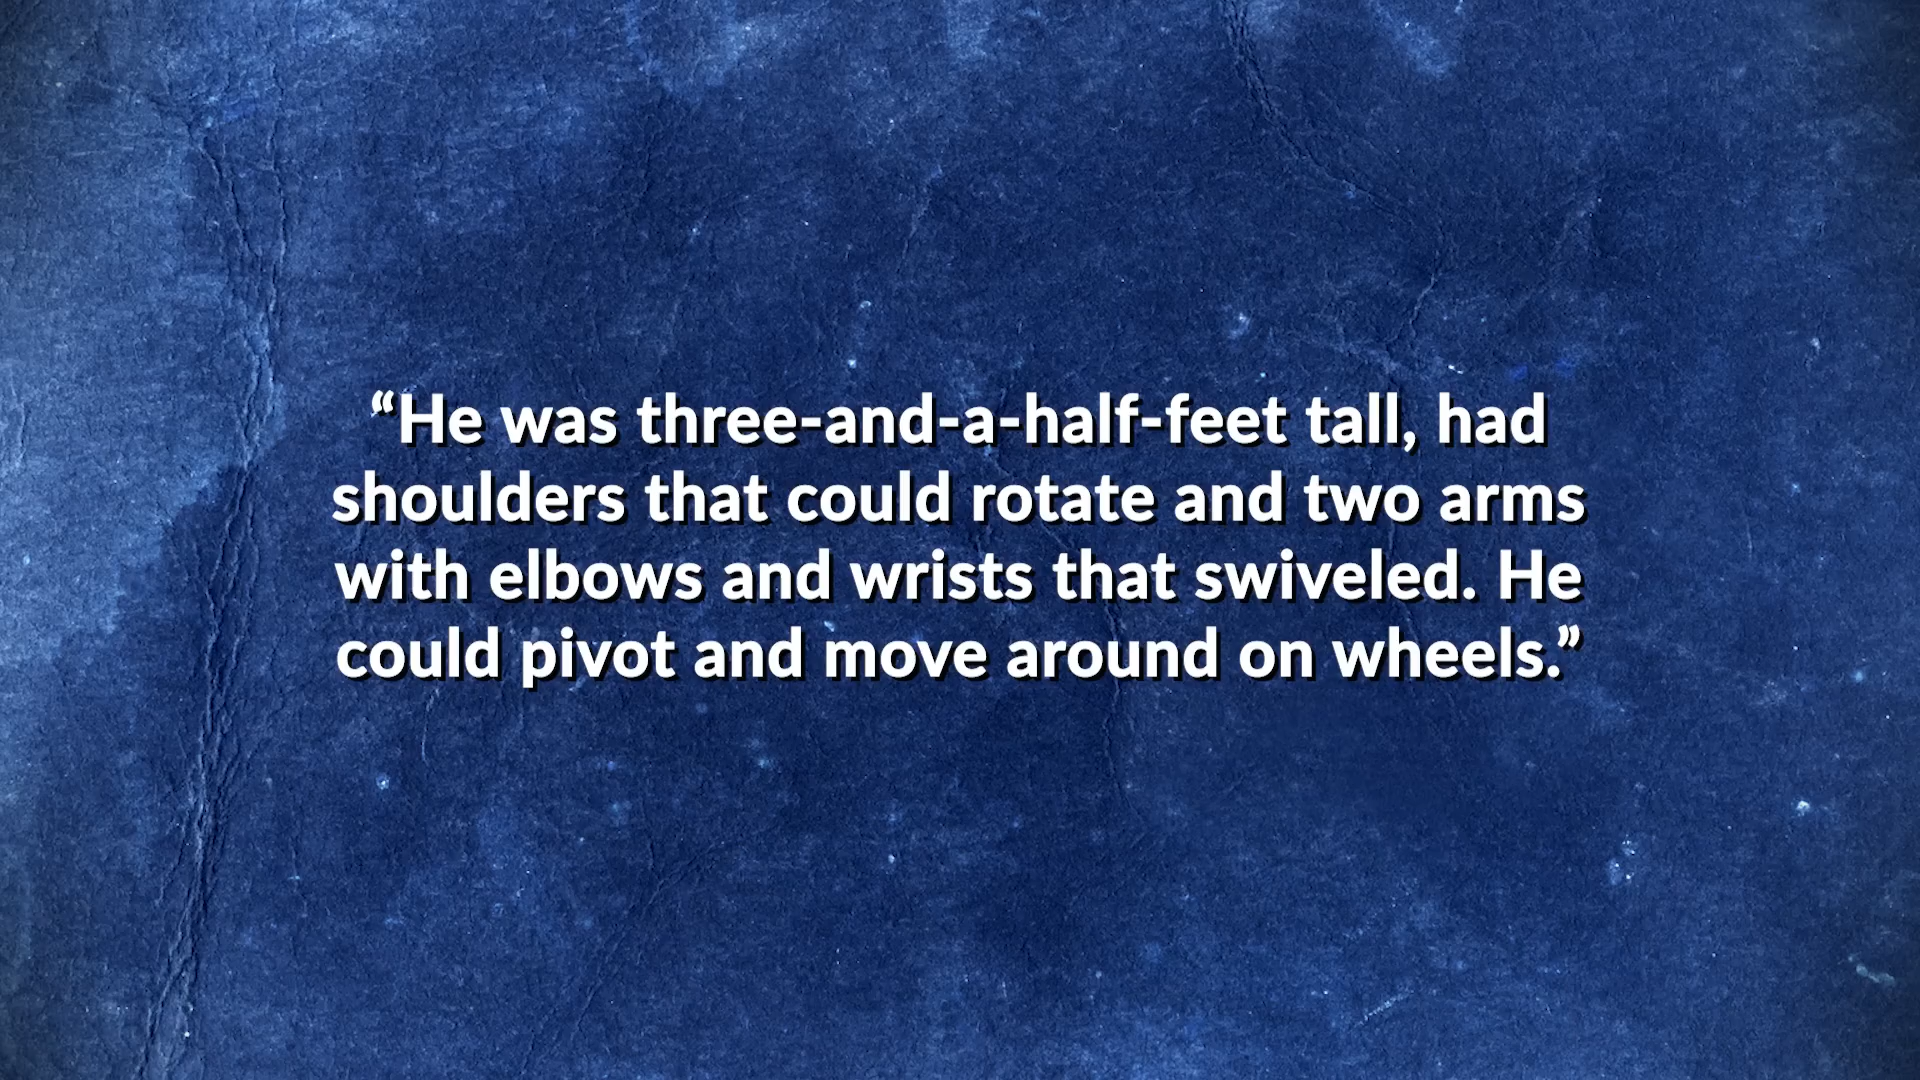 “He was three-and-a-half-feet tall, had
shoulders that could rotate and two arms
with elbows and wrists that swiveled. He
could pivot and move around on wheels.”